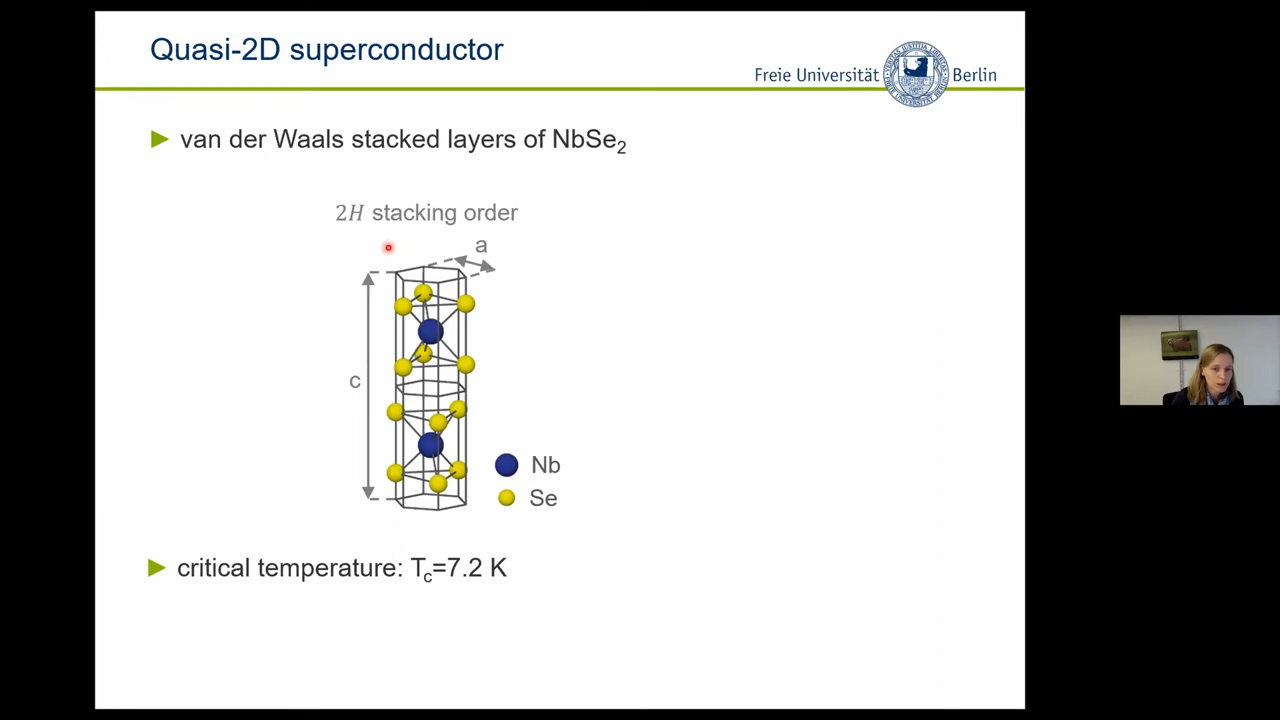 Quasi-2D superconductor
Freie Universität Berlin
van der Waals stacked layers of NbSe₂
2H stacking order
a
c
Nb
Se
critical temperature: T꜀=7.2 K